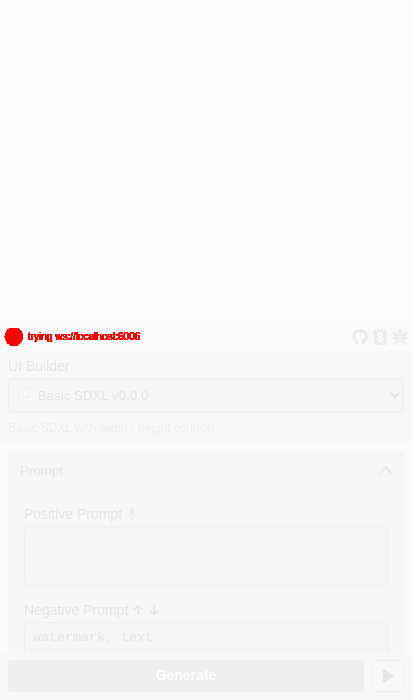 trying ws://localhost:6006
UI Builder
Basic SDXL v0.0.0
Basic SDXL with width / height controls
Prompt
Positive Prompt
Negative Prompt ↑ ↓
watermark, text
Generate